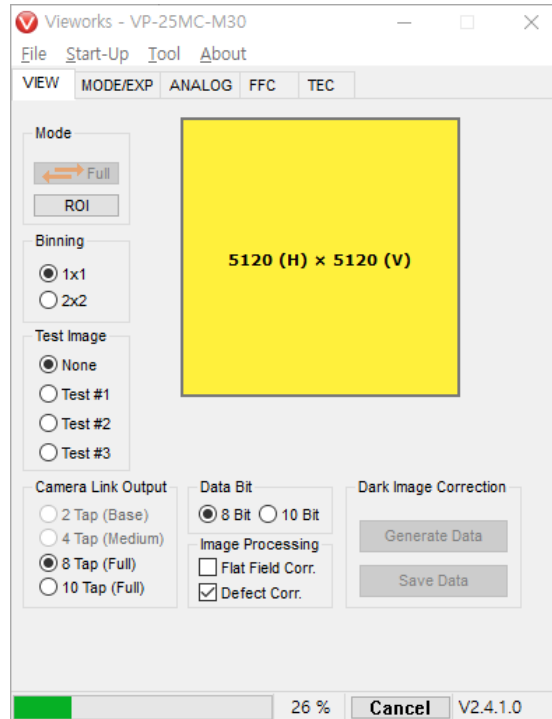 Vieworks - VP-25MC-M30
File Start-Up Tool About
VIEW MODE/EXP ANALOG FFC TEC
Mode
Full
ROI
5120 (H) × 5120 (V)
Binning
1x1
2x2
Test Image
None
Test #1
Test #2
Test #3
Camera Link Output
2 Tap (Base)
4 Tap (Medium)
8 Tap (Full)
10 Tap (Full)
Data Bit
8 Bit 10 Bit
Image Processing
Flat Field Corr.
Defect Corr.
Dark Image Correction
Generate Data
Save Data
26 % Cancel V2.4.1.0